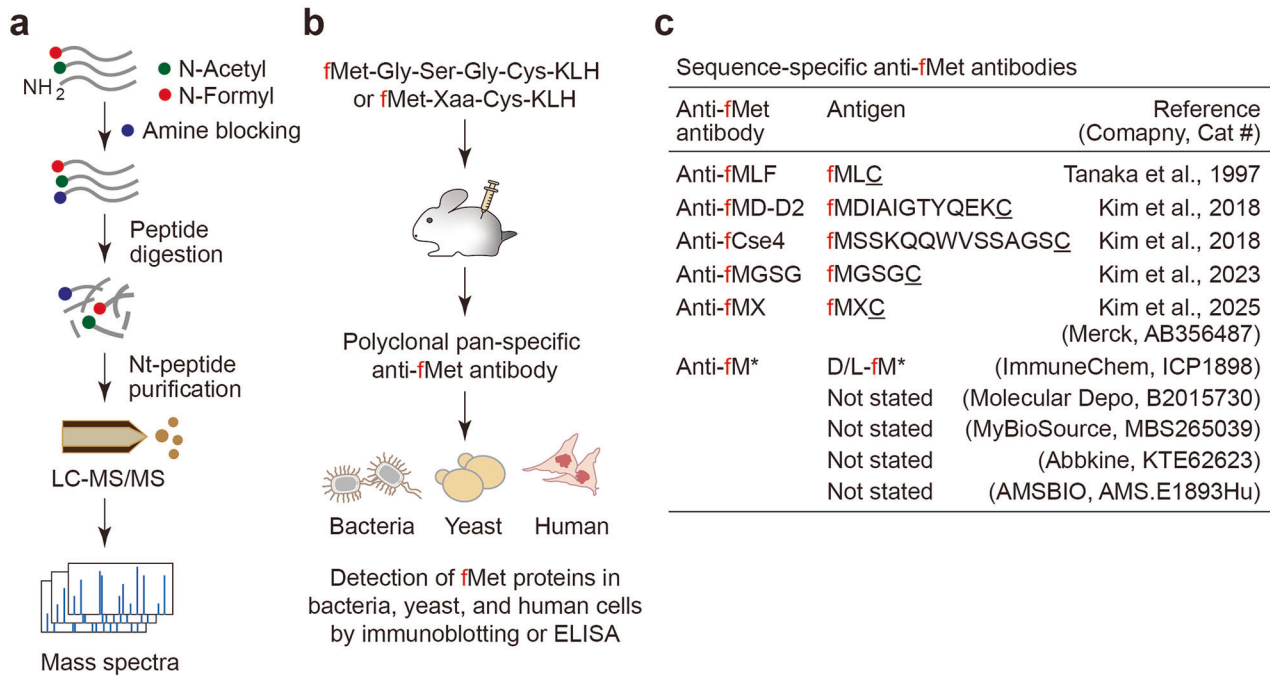 a
NH2
N-Acetyl
N-Formyl
Amine blocking
Peptide
digestion
Nt-peptide
purification
LC-MS/MS
Mass spectra
b
fMet-Gly-Ser-Gly-Cys-KLH
or fMet-Xaa-Cys-KLH
Polyclonal pan-specific
anti-fMet antibody
Bacteria Yeast Human
Detection of fMet proteins in
bacteria, yeast, and human cells
by immunoblotting or ELISA
c
Sequence-specific anti-fMet antibodies
Anti-fMet Antigen Reference
antibody (Comapny, Cat #)
Anti-fMLF fMLC Tanaka et al., 1997
Anti-fMD-D2 fMDIAIGTYQEKC Kim et al., 2018
Anti-fCse4 fMSSKQQWVSSAGSC Kim et al., 2018
Anti-fMGSG fMGSGC Kim et al., 2023
Anti-fMX fMXC Kim et al., 2025
(Merck, AB356487)
Anti-fM* D/L-fM* (ImmuneChem, ICP1898)
Not stated (Molecular Depo, B2015730)
Not stated (MyBioSource, MBS265039)
Not stated (Abbkine, KTE62623)
Not stated (AMSBIO, AMS.E1893Hu)